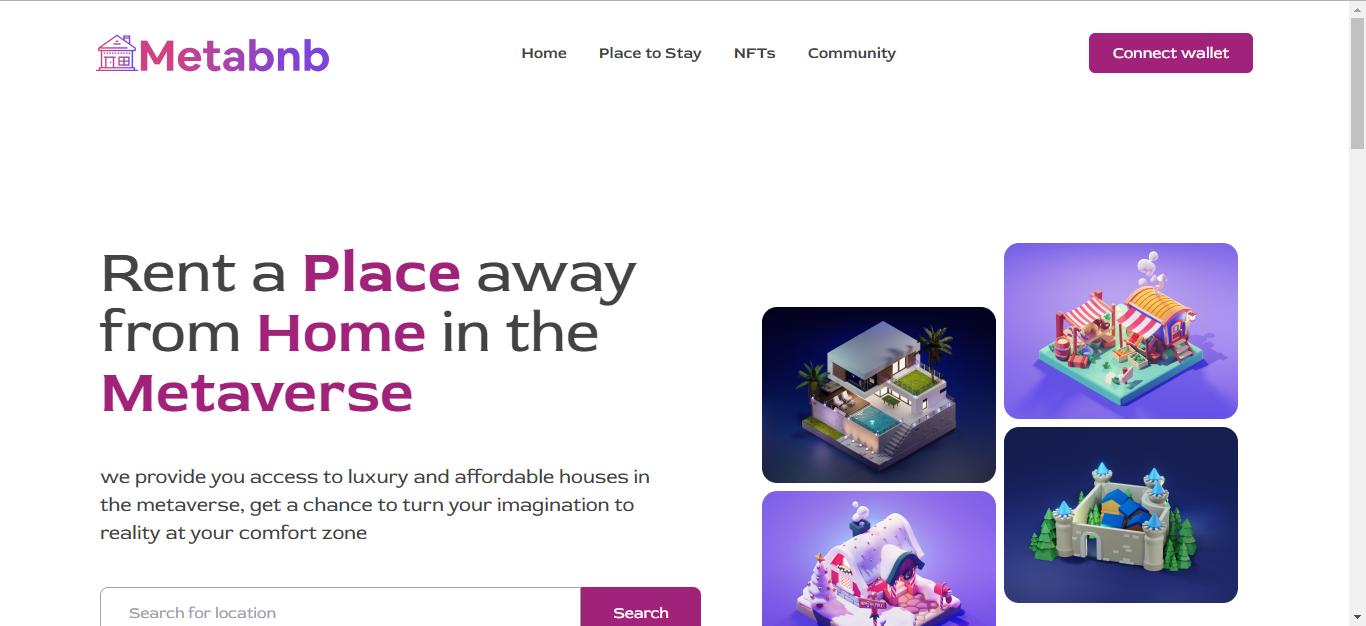 Metabnb
Home
Place to Stay
NFTs
Community
Connect wallet
Rent a Place away
from Home in the
Metaverse
we provide you access to luxury and affordable houses in
the metaverse, get a chance to turn your imagination to
reality at your comfort zone
Search for location
Search